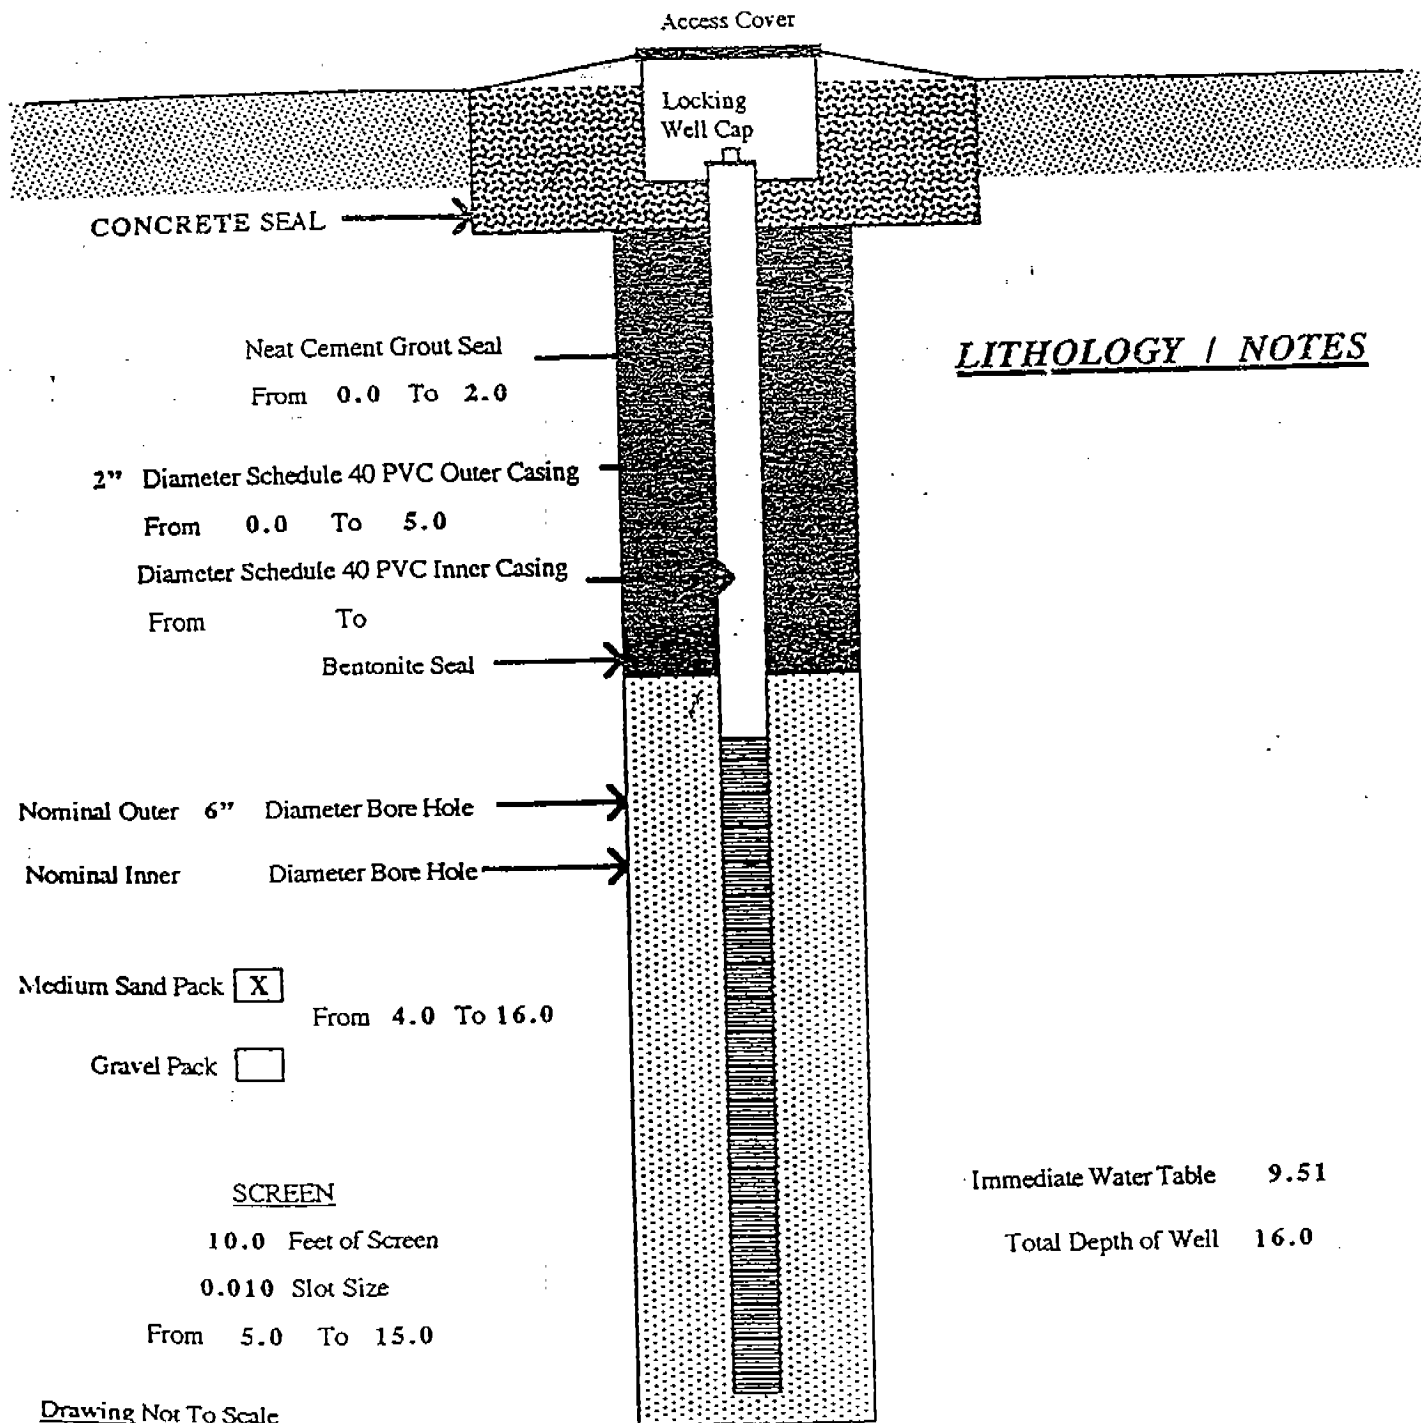 Access Cover
Locking
Well Cap
CONCRETE SEAL
Neat Cement Grout Seal
From 0.0 To 2.0
LITHOLOGY / NOTES
2" Diameter Schedule 40 PVC Outer Casing
From 0.0 To 5.0
Diameter Schedule 40 PVC Inner Casing
From To
Bentonite Seal
Nominal Outer 6" Diameter Bore Hole
Nominal Inner Diameter Bore Hole
Medium Sand Pack X
From 4.0 To 16.0
Gravel Pack
SCREEN
10.0 Feet of Screen
0.010 Slot Size
From 5.0 To 15.0
Immediate Water Table 9.51
Total Depth of Well 16.0
Drawing Not To Scale